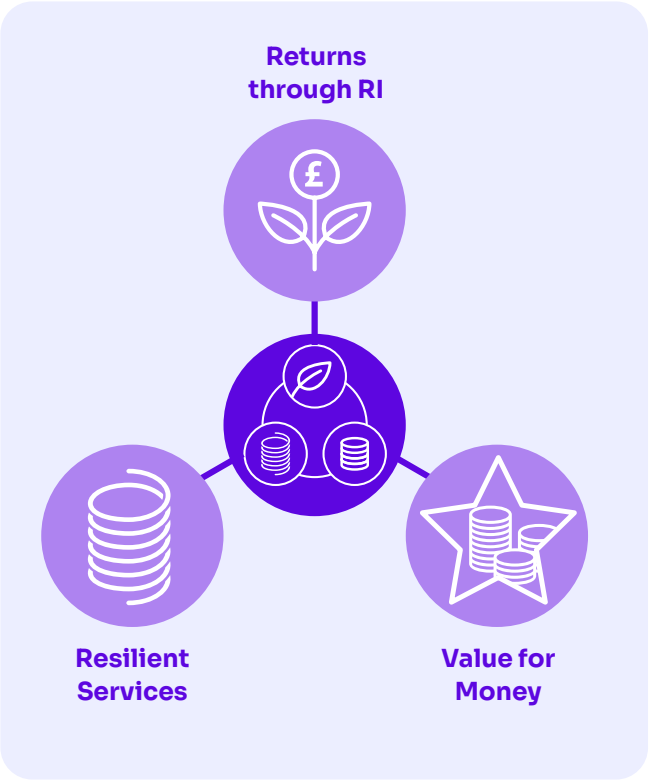 Returns
through RI
£
Resilient
Services
Value for
Money